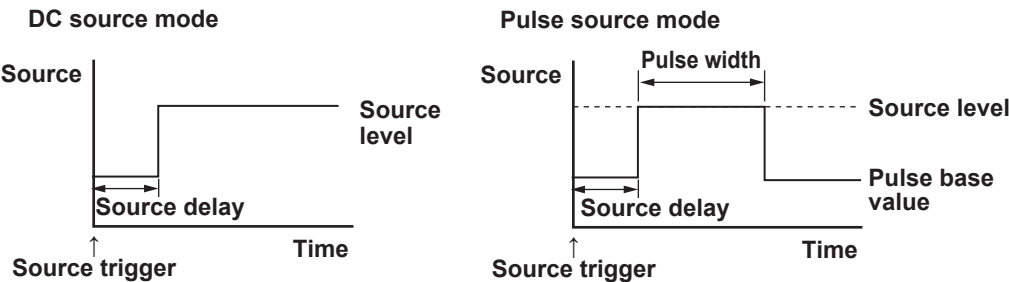 DC source mode
Source
Source
level
Source delay
↑
Time
Source trigger
Pulse source mode
Pulse width
Source
Source level
Pulse base
value
Source delay
↑
Time
Source trigger